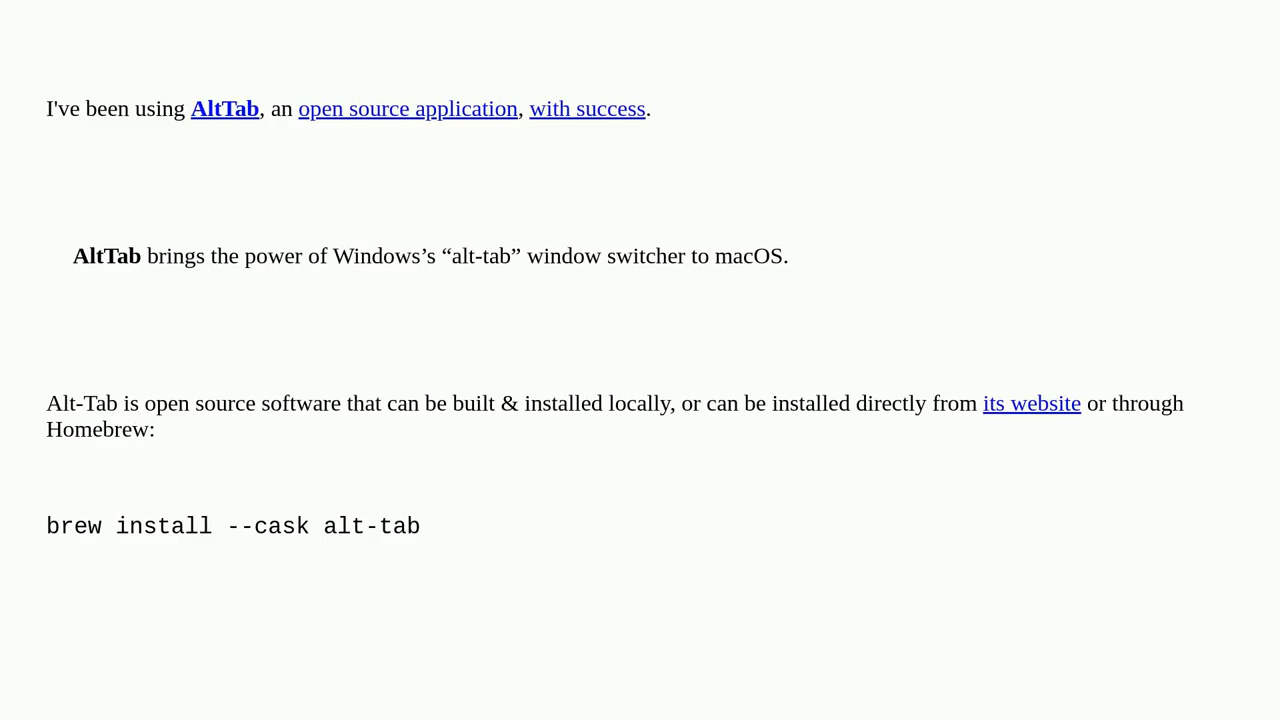 I've been using AltTab, an open source application, with success.
AltTab brings the power of Windows’s “alt-tab” window switcher to macOS.
Alt-Tab is open source software that can be built & installed locally, or can be installed directly from its website or through
Homebrew:
brew install --cask alt-tab